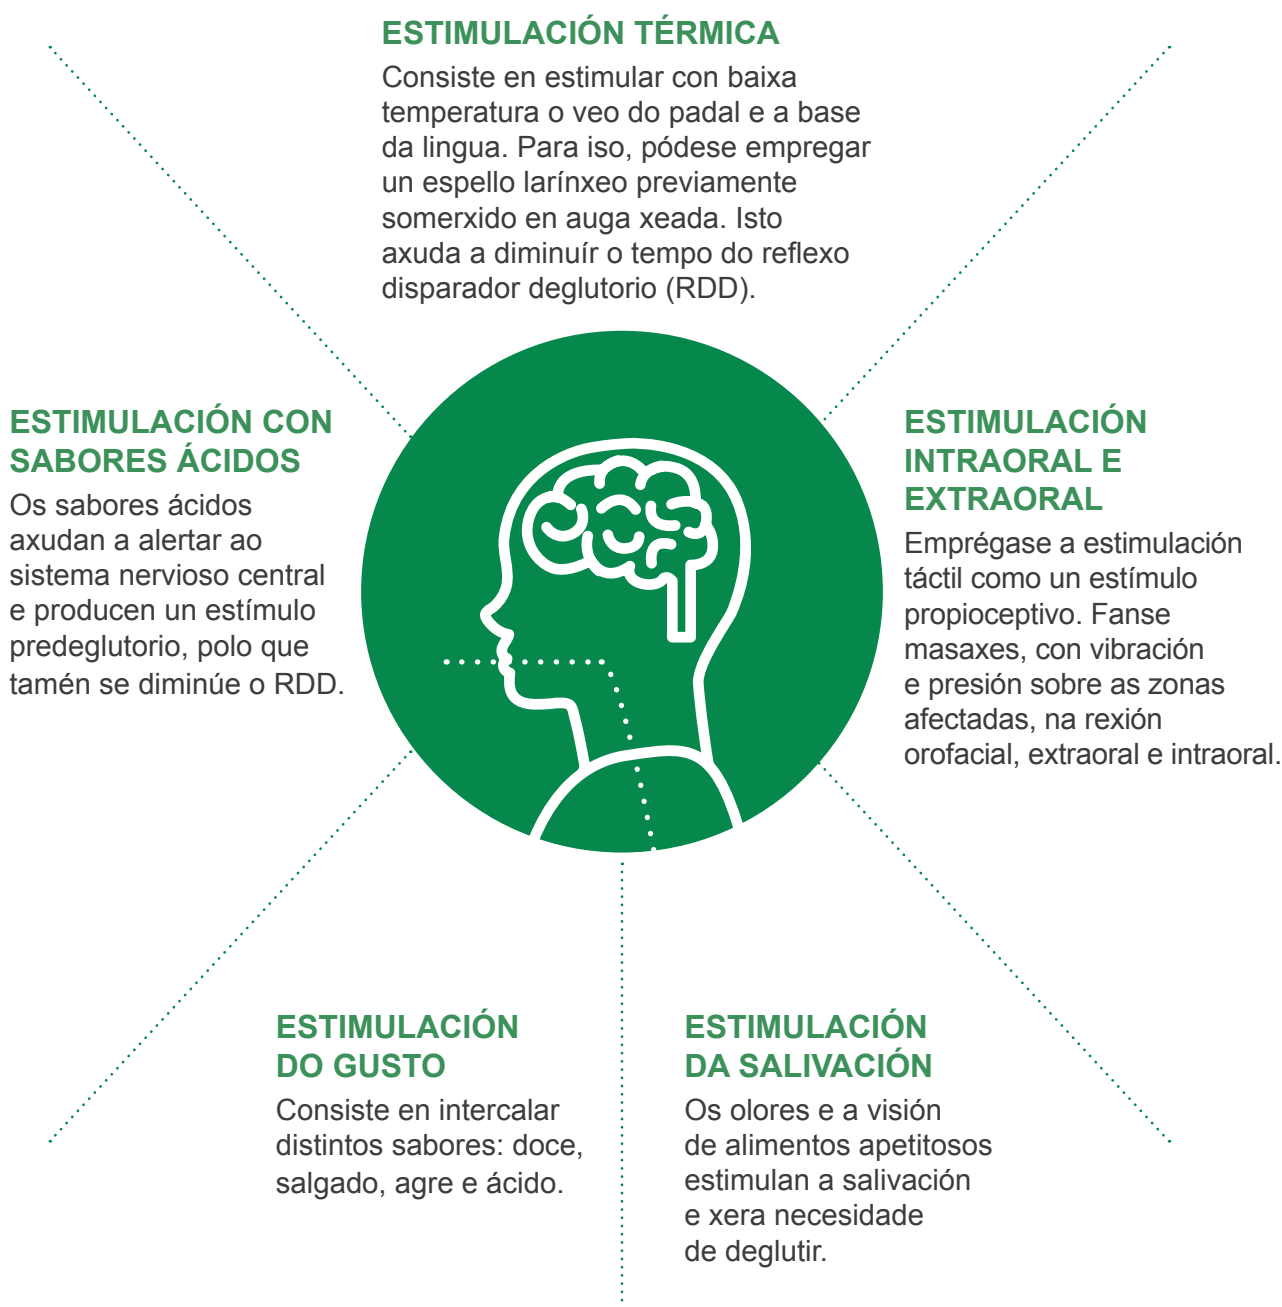 ESTIMULACIÓN TÉRMICA
Consiste en estimular con baixa
temperatura o veo do padal e a base
da lingua. Para iso, pódese empregar
un espello larínxeo previamente
somerxido en auga xeada. Isto
axuda a diminuír o tempo do reflexo
disparador deglutorio (RDD).
ESTIMULACIÓN CON
SABORES ÁCIDOS
Os sabores ácidos
axudan a alertar ao
sistema nervioso central
e producen un estímulo
predeglutorio, polo que
tamén se diminúe o RDD.
ESTIMULACIÓN
INTRAORAL E
EXTRAORAL
Emprégase a estimulación
táctil como un estímulo
propioceptivo. Fanse
masaxes, con vibración
e presión sobre as zonas
afectadas, na rexión
orofacial, extraoral e intraoral.
ESTIMULACIÓN
DO GUSTO
Consiste en intercalar
distintos sabores: doce,
salgado, agre e ácido.
ESTIMULACIÓN
DA SALIVACIÓN
Os olores e a visión
de alimentos apetitosos
estimulan a salivación
e xera necesidade
de deglutir.